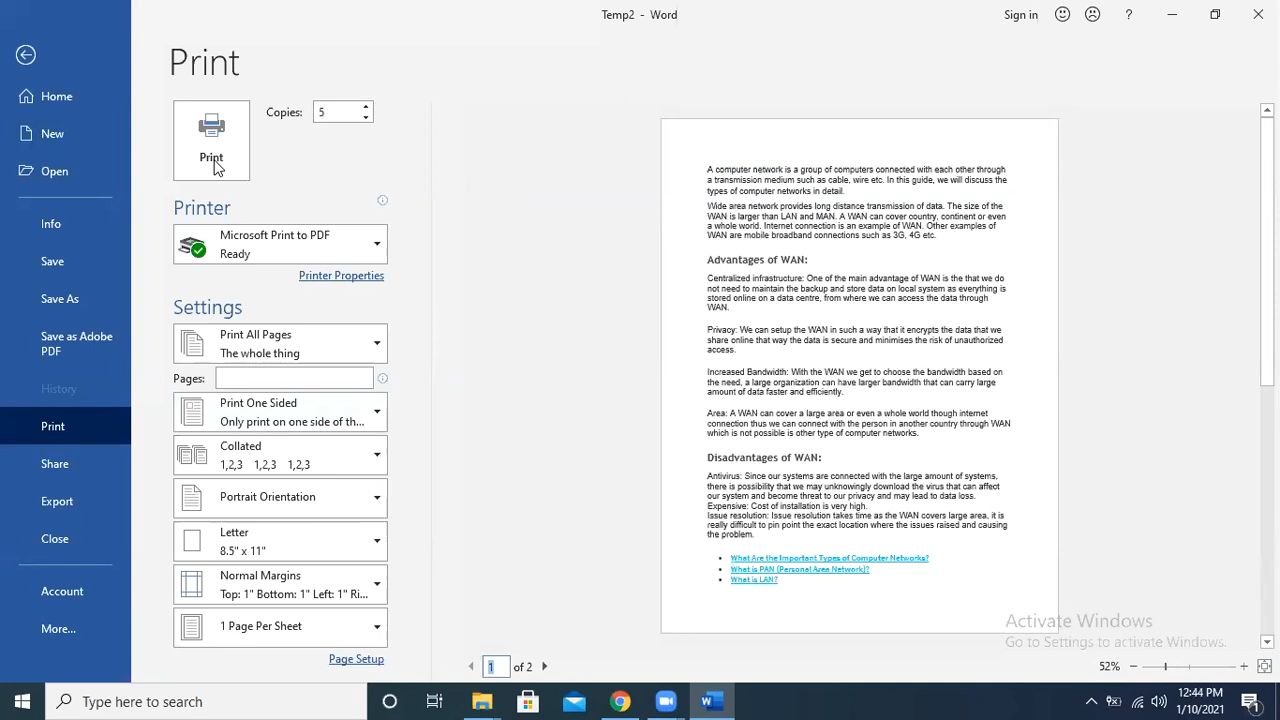 Temp2 - Word
Sign in
?
Print
Home
New
Open
Info
Save
Save As
Save as Adobe
PDF
History
Print
Share
Export
Close
Account
More...
Print
Copies: 5
Printer
Microsoft Print to PDF
Ready
Printer Properties
Settings
Print All Pages
The whole thing
Pages:
Print One Sided
Only print on one side of th...
Collated
1,2,3 1,2,3 1,2,3
Portrait Orientation
Letter
8.5" x 11"
Normal Margins
Top: 1" Bottom: 1" Left: 1" Ri...
1 Page Per Sheet
Page Setup
A computer network is a group of computers connected with each other through
a transmission medium such as cable, wire etc. In this guide, we will discuss the
types of computer networks in detail.
Wide area network provides long distance transmission of data. The size of the
WAN is larger than LAN and MAN. A WAN can cover country, continent or even
a whole world. Internet connection is an example of WAN. Other examples of
WAN are mobile broadband connections such as 3G, 4G etc.
Advantages of WAN:
Centralized infrastructure: One of the main advantage of WAN is the that we do
not need to maintain the backup and store data on local system as everything is
stored online on a data centre, from where we can access the data through
WAN.
Privacy: We can setup the WAN in such a way that it encrypts the data that we
share online that way the data is secure and minimises the risk of unauthorized
access.
Increased Bandwidth: With the WAN we get to choose the bandwidth based on
the need, a large organization can have larger bandwidth that can carry large
amount of data faster and efficiently.
Area: A WAN can cover a large area or even a whole world though internet
connection thus we can connect with the person in another country through WAN
which is not possible is other type of computer networks.
Disadvantages of WAN:
Antivirus: Since our systems are connected with the large amount of systems,
there is possibility that we may unknowingly download the virus that can affect
our system and become threat to our privacy and may lead to data loss.
Expensive: Cost of installation is very high.
Issue resolution: Issue resolution takes time as the WAN covers large area, it is
really difficult to pin point the exact location where the issues raised and causing
the problem.
• What Are the Important Types of Computer Networks?
• What is PAN (Personal Area Network)?
• What is LAN?
Activate Windows
Go to Settings to activate Windows.
1 of 2
52%
Type here to search
12:44 PM
1/10/2021
1